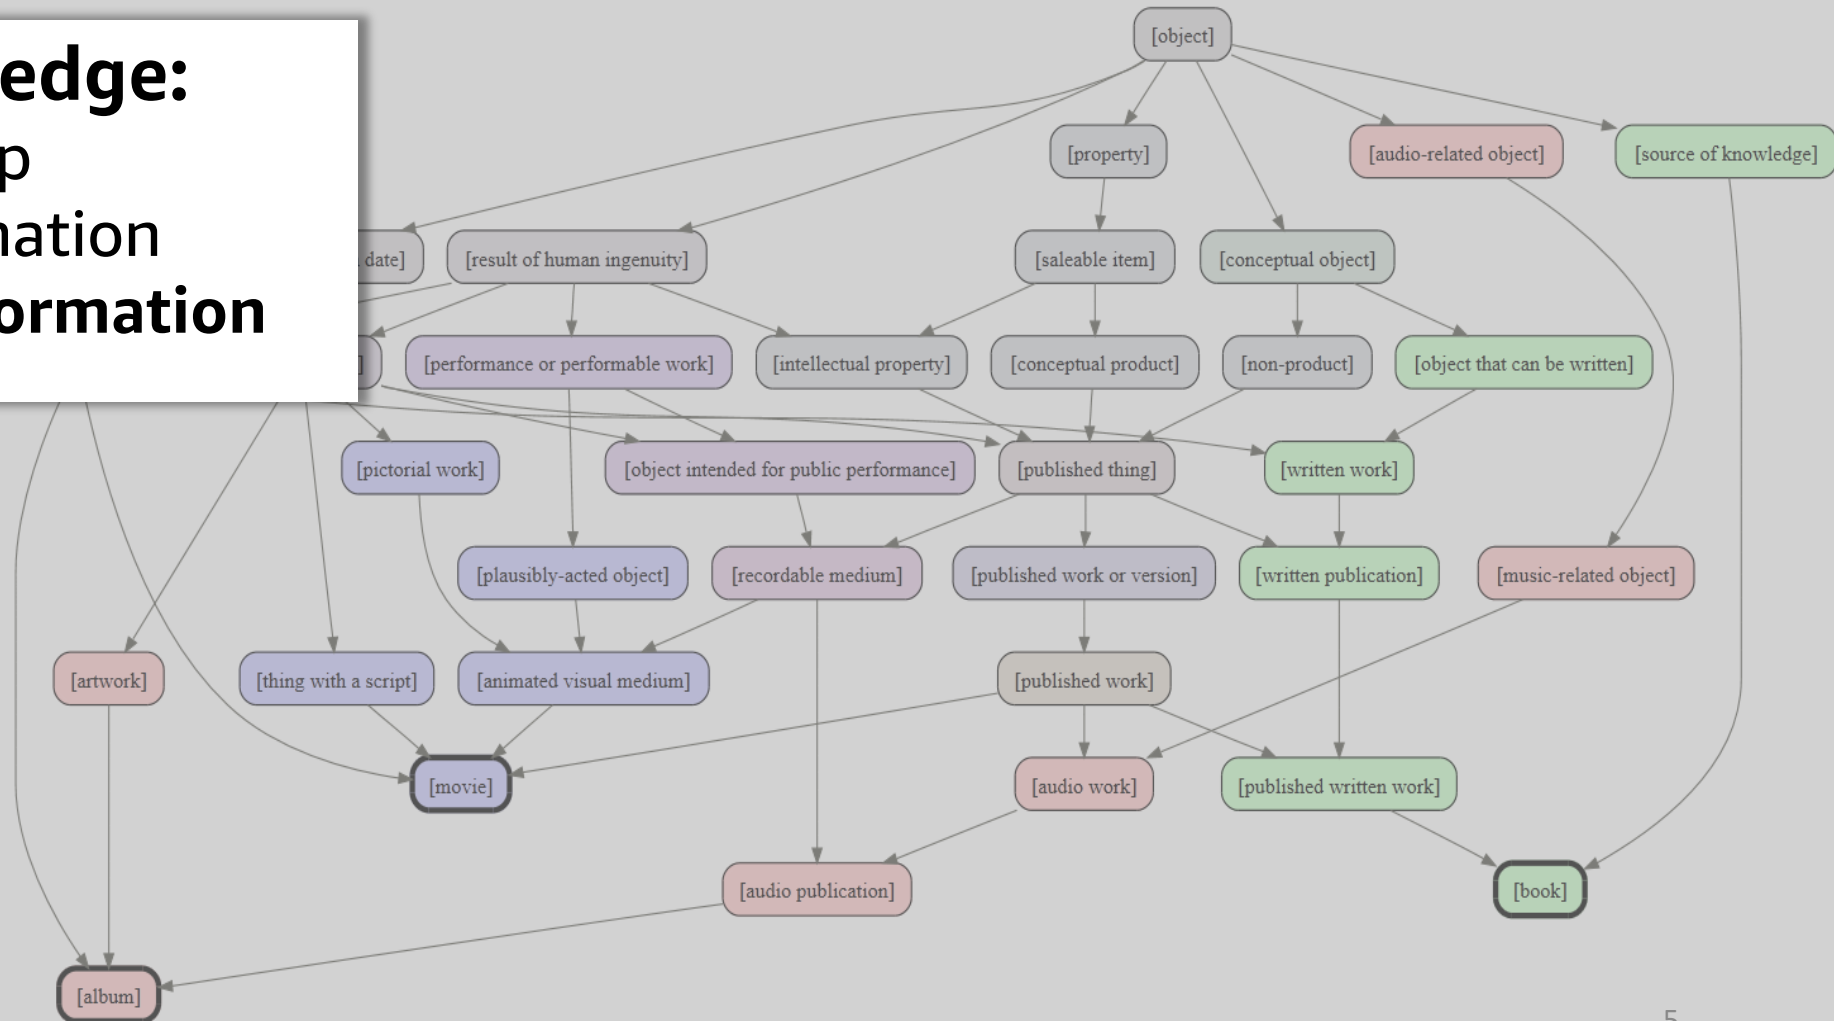 edge:
p
nation
ormation
[object]
[property]
[audio-related object]
[source of knowledge]
date]
[result of human ingenuity]
[saleable item]
[conceptual object]
]
[performance or performable work]
[intellectual property]
[conceptual product]
[non-product]
[object that can be written]
[pictorial work]
[object intended for public performance]
[published thing]
[written work]
[plausibly-acted object]
[recordable medium]
[published work or version]
[written publication]
[music-related object]
[artwork]
[thing with a script]
[animated visual medium]
[published work]
[movie]
[audio work]
[published written work]
[audio publication]
[book]
[album]
5